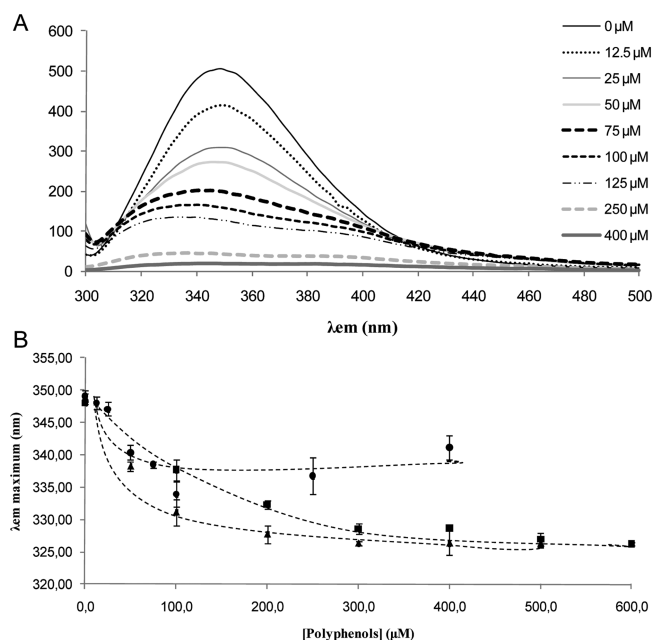 A
600
500
400
300
200
100
0
300 320 340 360 380 400 420 440 460 480 500
λem (nm)
0 µM
12.5 µM
25 µM
50 µM
75 µM
100 µM
125 µM
250 µM
400 µM
B
λem maximum (nm)
355,00
350,00
345,00
340,00
335,00
330,00
325,00
320,00
0,0 100,0 200,0 300,0 400,0 500,0 600,0
[Polyphenols] (µM)